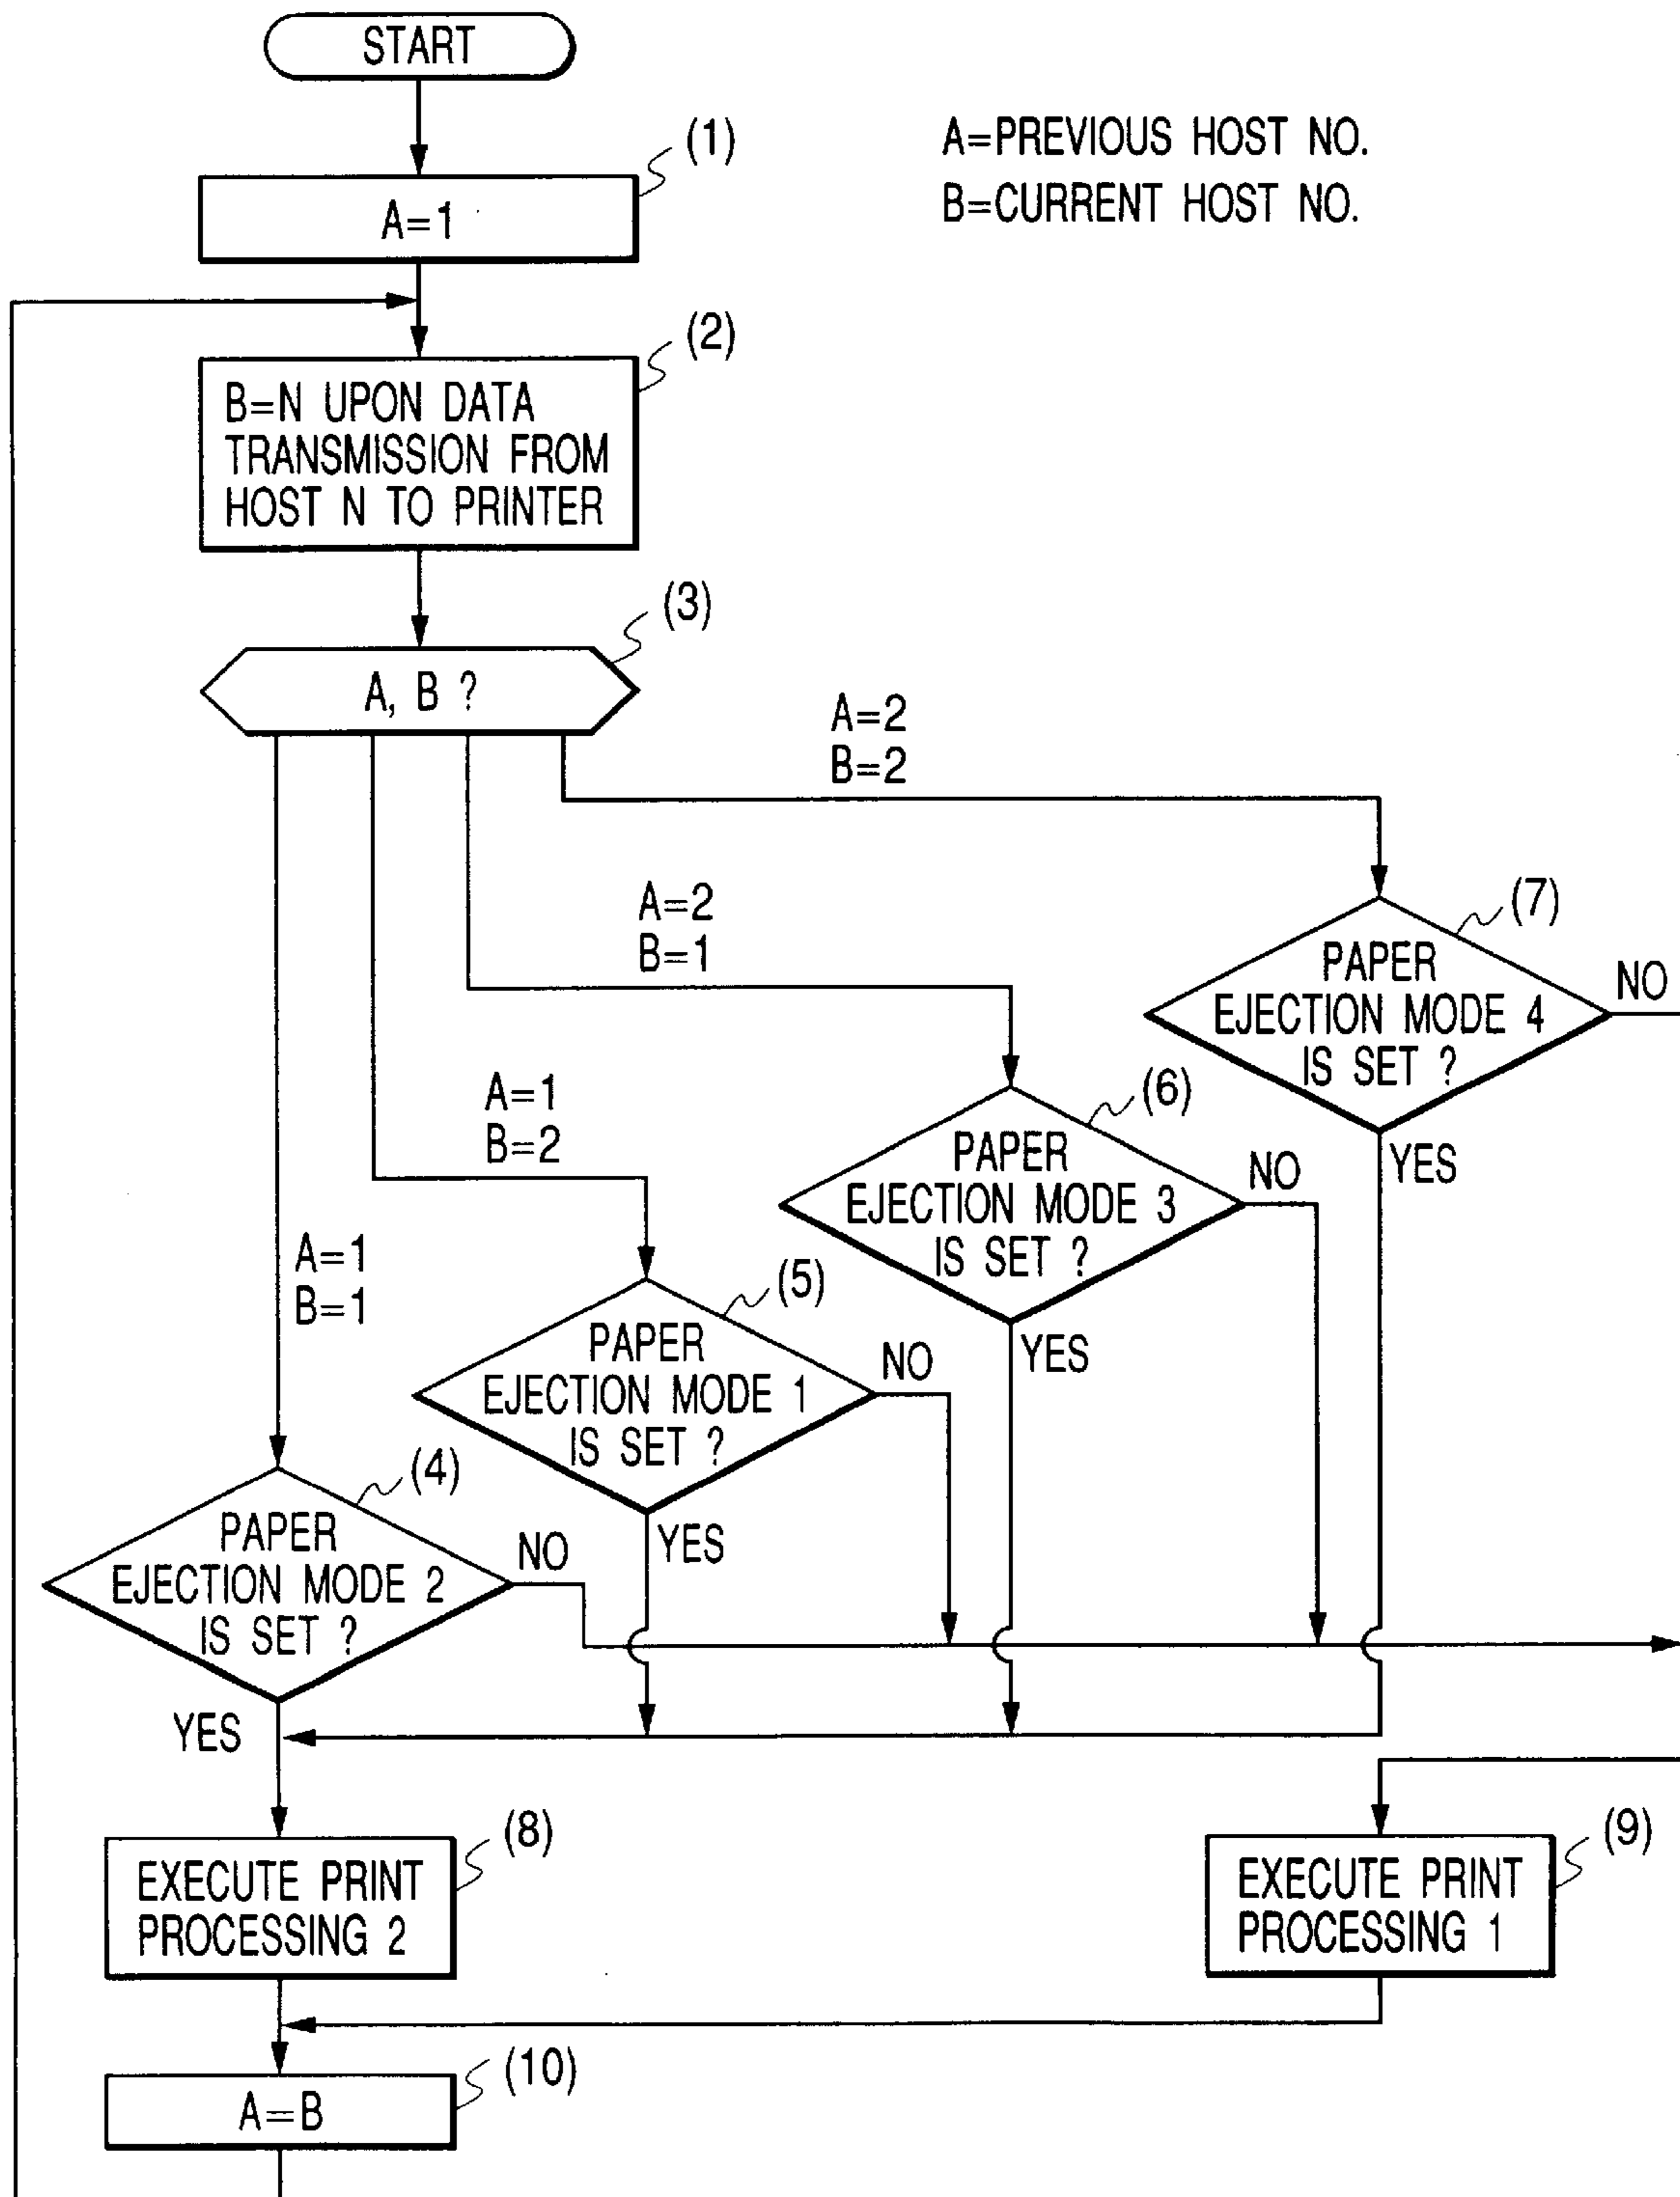 START
(1)
A=PREVIOUS HOST NO.
B=CURRENT HOST NO.
A=1
(2)
B=N UPON DATA
TRANSMISSION FROM
HOST N TO PRINTER
(3)
A, B ?
A=2
B=2
A=2
B=1
(7)
PAPER
EJECTION MODE 4
IS SET ?
NO
YES
A=1
B=2
(6)
PAPER
EJECTION MODE 3
IS SET ?
NO
YES
A=1
B=1
(5)
PAPER
EJECTION MODE 1
IS SET ?
NO
YES
(4)
PAPER
EJECTION MODE 2
IS SET ?
NO
YES
(8)
EXECUTE PRINT
PROCESSING 2
(9)
EXECUTE PRINT
PROCESSING 1
(10)
A=B